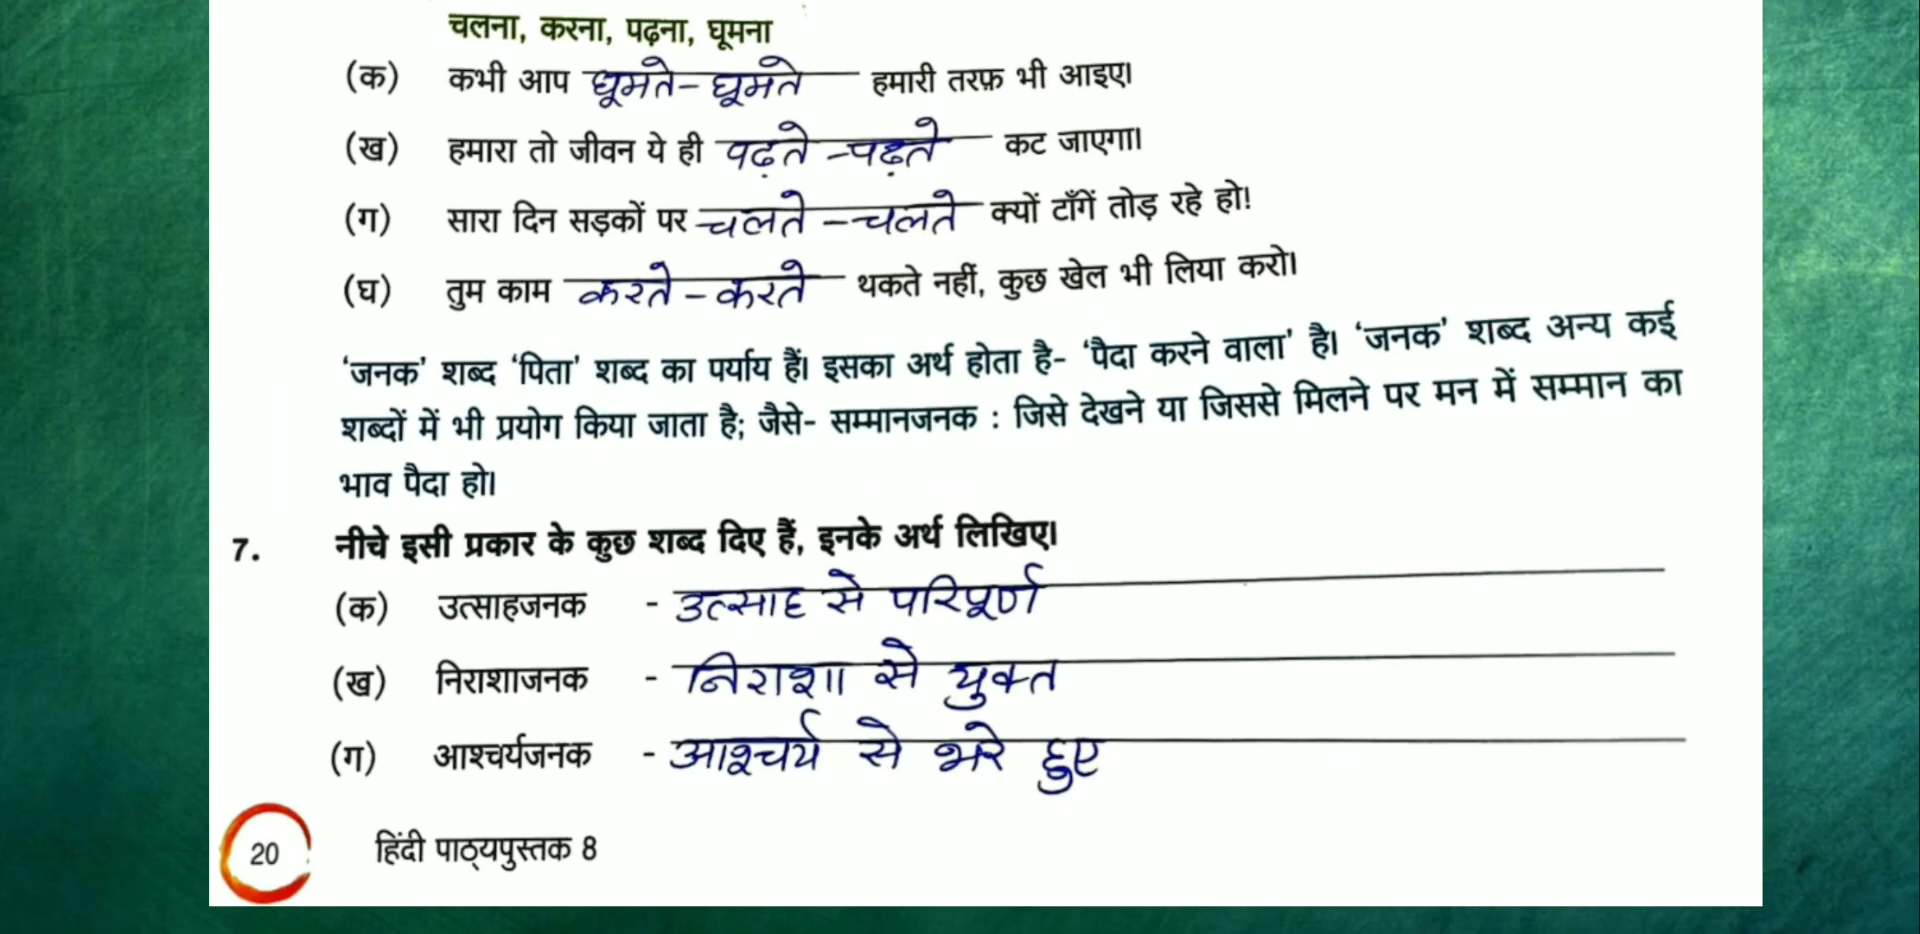 चलना, करना, पढ़ना, घूमना
(क) कभी आप घूमते-घूमते हमारी तरफ़ भी आइए।
(ख) हमारा तो जीवन ये ही पढ़ते-पढ़ते कट जाएगा।
(ग) सारा दिन सड़कों पर चलते-चलते क्यों टाँगें तोड़ रहे हो!
(घ) तुम काम करते-करते थकते नहीं, कुछ खेल भी लिया करो।
‘जनक’ शब्द ‘पिता’ शब्द का पर्याय हैं। इसका अर्थ होता है- ‘पैदा करने वाला’ है। ‘जनक’ शब्द अन्य कई
शब्दों में भी प्रयोग किया जाता है; जैसे- सम्मानजनक : जिसे देखने या जिससे मिलने पर मन में सम्मान का
भाव पैदा हो।
7. नीचे इसी प्रकार के कुछ शब्द दिए हैं, इनके अर्थ लिखिए।
(क) उत्साहजनक - उत्साह से परिपूर्ण
(ख) निराशाजनक - निराशा से युक्त
(ग) आश्चर्यजनक - आश्चर्य से भरे हुए
20 हिंदी पाठ्यपुस्तक 8